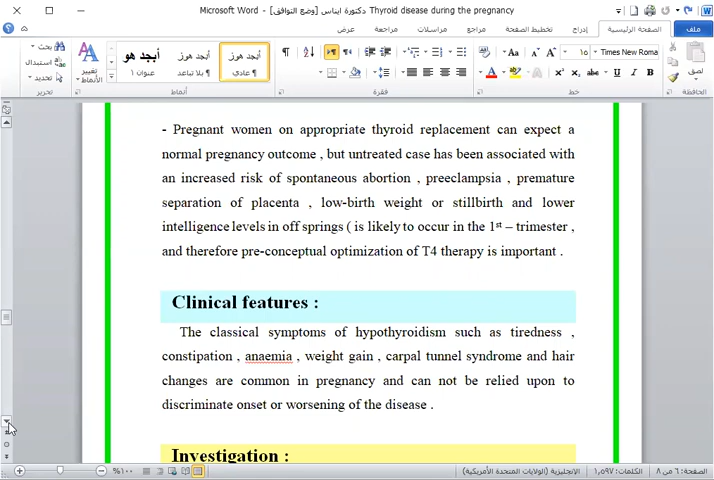 Thyroid disease during the pregnancy دكتورة ايناس [وضع التوافق] - Microsoft Word
ملف
الصفحة الرئيسية
إدراج
تخطيط الصفحة
مراجع
مراسلات
مراجعة
عرض
لصق
الحافظة
Times New Roma
١٥
خط
فقرة
أبجد هوز
عادي ¶
أبجد هوز
بلا تباعد ¶
أبجد هو
عنوان ١
تغيير الأنماط
أنماط
بحث
استبدال
تحديد
تحرير
- Pregnant women on appropriate thyroid replacement can expect a
normal pregnancy outcome , but untreated case has been associated with
an increased risk of spontaneous abortion , preeclampsia , premature
separation of placenta , low-birth weight or stillbirth and lower
intelligence levels in off springs ( is likely to occur in the 1st – trimester ,
and therefore pre-conceptual optimization of T4 therapy is important .
Clinical features :
The classical symptoms of hypothyroidism such as tiredness ,
constipation , anaemia , weight gain , carpal tunnel syndrome and hair
changes are common in pregnancy and can not be relied upon to
discriminate onset or worsening of the disease .
Investigation :
الصفحة: ٦ من ٨
الكلمات: ١,٥٩٧
الإنجليزية (الولايات المتحدة الأمريكية)
%١٠٠